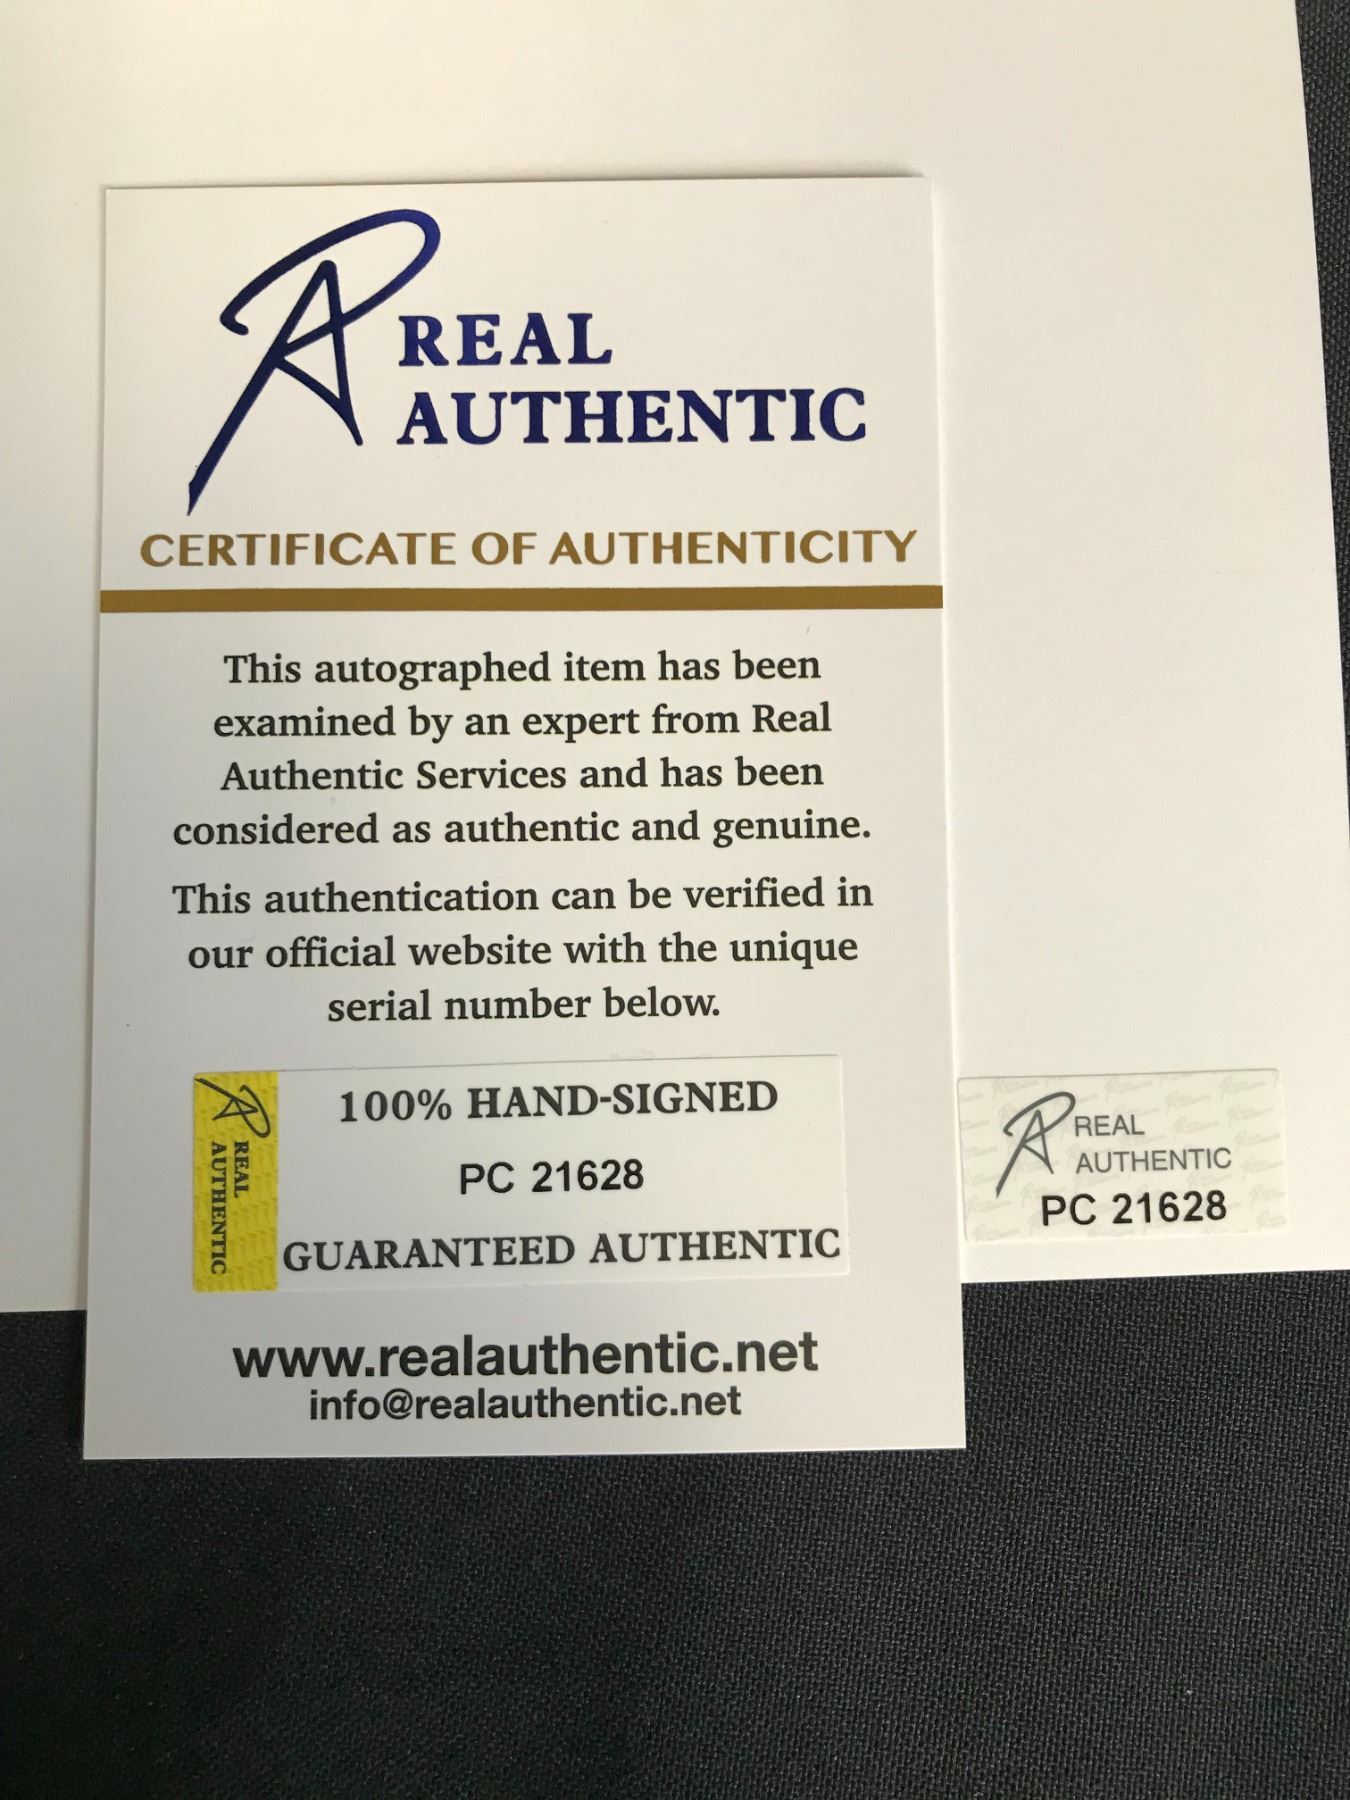 REAL
AUTHENTIC
CERTIFICATE OF AUTHENTICITY
This autographed item has been
examined by an expert from Real
Authentic Services and has been
considered as authentic and genuine.
This authentication can be verified in
our official website with the unique
serial number below.
REAL
AUTHENTIC
100% HAND-SIGNED
PC 21628
GUARANTEED AUTHENTIC
www.realauthentic.net
info@realauthentic.net
REAL
AUTHENTIC
PC 21628